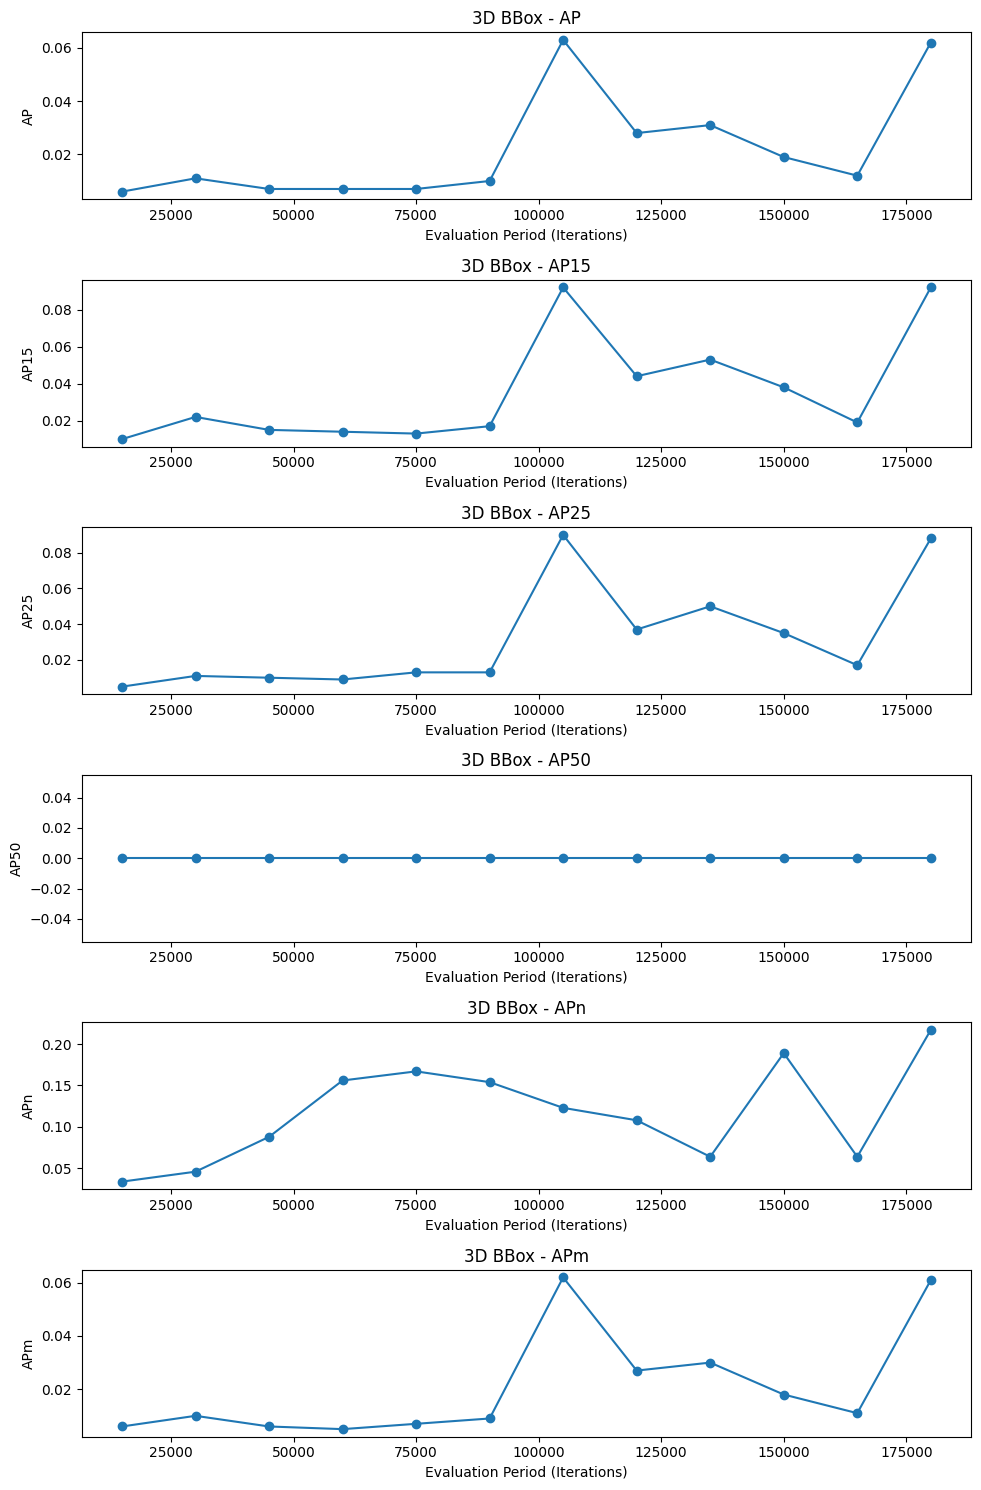 3D BBox - AP
0.06
0.04
0.02
AP
25000 50000 75000 100000 125000 150000 175000
Evaluation Period (Iterations)
3D BBox - AP15
0.08
0.06
0.04
0.02
AP15
25000 50000 75000 100000 125000 150000 175000
Evaluation Period (Iterations)
3D BBox - AP25
0.08
0.06
0.04
0.02
AP25
25000 50000 75000 100000 125000 150000 175000
Evaluation Period (Iterations)
3D BBox - AP50
0.04
0.02
0.00
−0.02
−0.04
AP50
25000 50000 75000 100000 125000 150000 175000
Evaluation Period (Iterations)
3D BBox - APn
0.20
0.15
0.10
0.05
APn
25000 50000 75000 100000 125000 150000 175000
Evaluation Period (Iterations)
3D BBox - APm
0.06
0.04
0.02
APm
25000 50000 75000 100000 125000 150000 175000
Evaluation Period (Iterations)